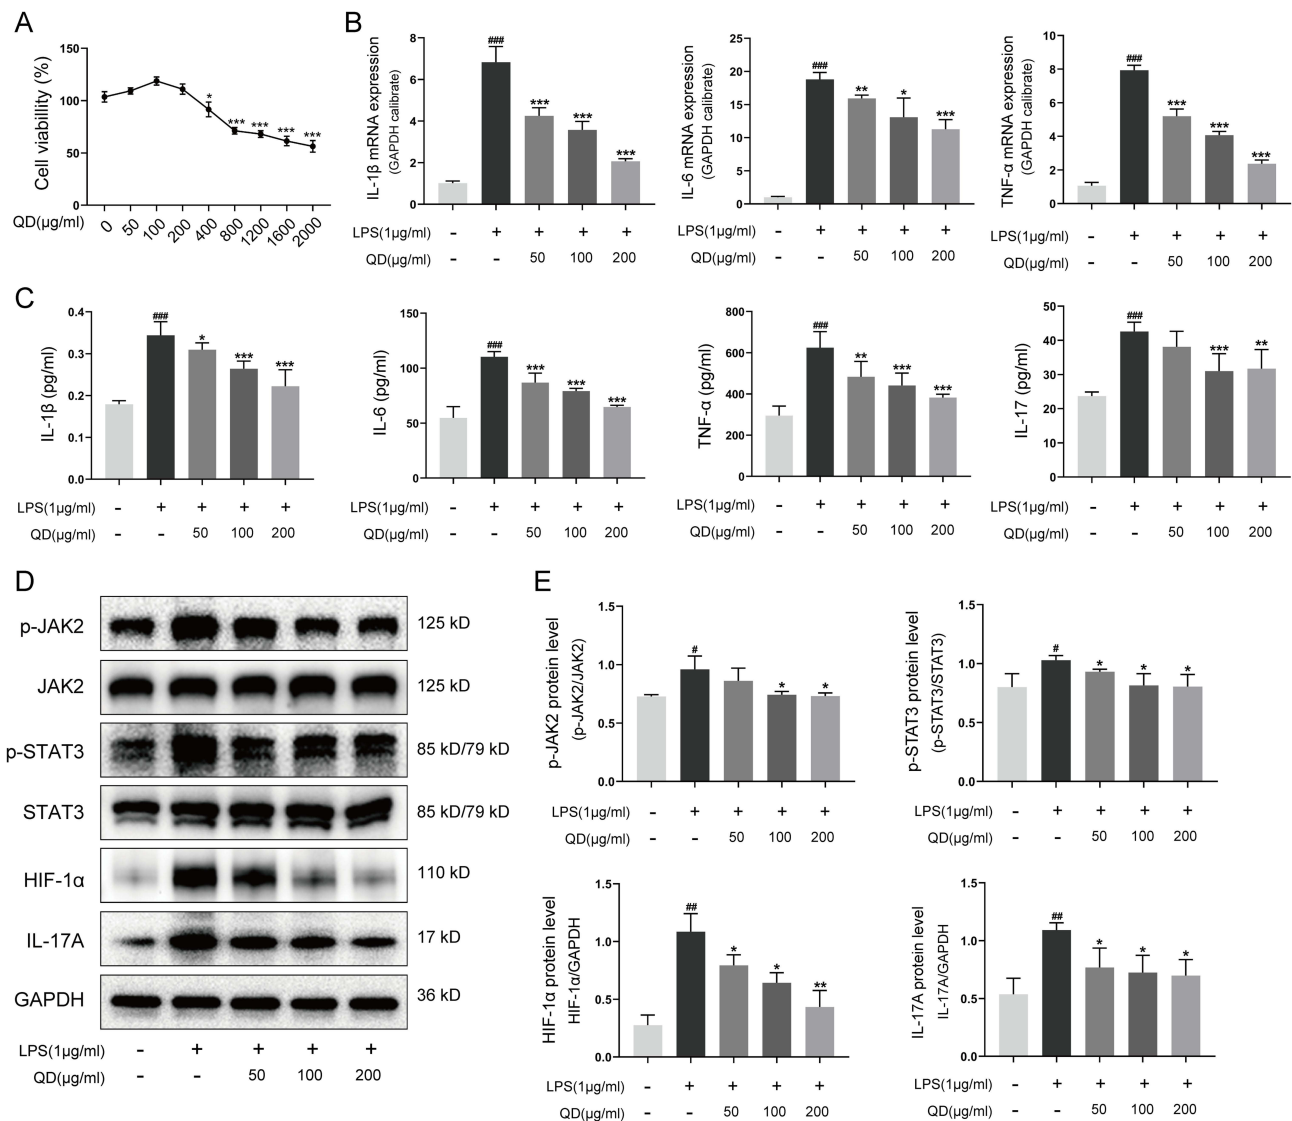 A
Cell viability (%)
150
100
50
0
* *** *** *** ***
QD(μg/ml) 0 50 100 200 400 800 1200 1600 2000
B
IL-1β mRNA expression
(GAPDH calibrate)
8
6
4
2
0
### *** *** ***
LPS(1μg/ml) - + + + +
QD(μg/ml) - - 50 100 200
IL-6 mRNA expression
(GAPDH calibrate)
25
20
15
10
5
0
### ** * ***
LPS(1μg/ml) - + + + +
QD(μg/ml) - - 50 100 200
TNF-α mRNA expression
(GAPDH calibrate)
10
8
6
4
2
0
### *** *** ***
LPS(1μg/ml) - + + + +
QD(μg/ml) - - 50 100 200
C
IL-1β (pg/ml)
0.4
0.3
0.2
0.1
0.0
### * *** ***
LPS(1μg/ml) - + + + +
QD(μg/ml) - - 50 100 200
IL-6 (pg/ml)
150
100
50
0
### *** *** ***
LPS(1μg/ml) - + + + +
QD(μg/ml) - - 50 100 200
TNF-α (pg/ml)
800
600
400
200
0
### ** *** ***
LPS(1μg/ml) - + + + +
QD(μg/ml) - - 50 100 200
IL-17 (pg/ml)
50
40
30
20
10
0
### *** **
LPS(1μg/ml) - + + + +
QD(μg/ml) - - 50 100 200
D
p-JAK2 125 kD
JAK2 125 kD
p-STAT3 85 kD/79 kD
STAT3 85 kD/79 kD
HIF-1α 110 kD
IL-17A 17 kD
GAPDH 36 kD
LPS(1μg/ml) - + + + +
QD(μg/ml) - - 50 100 200
E
p-JAK2 protein level
(p-JAK2/JAK2)
1.5
1.0
0.5
0.0
# * *
LPS(1μg/ml) - + + + +
QD(μg/ml) - - 50 100 200
p-STAT3 protein level
(p-STAT3/STAT3)
1.5
1.0
0.5
0.0
# * * *
LPS(1μg/ml) - + + + +
QD(μg/ml) - - 50 100 200
HIF-1α protein level
HIF-1α/GAPDH
1.5
1.0
0.5
0.0
## * * **
LPS(1μg/ml) - + + + +
QD(μg/ml) - - 50 100 200
IL-17A protein level
IL-17A/GAPDH
1.5
1.0
0.5
0.0
## * * *
LPS(1μg/ml) - + + + +
QD(μg/ml) - - 50 100 200